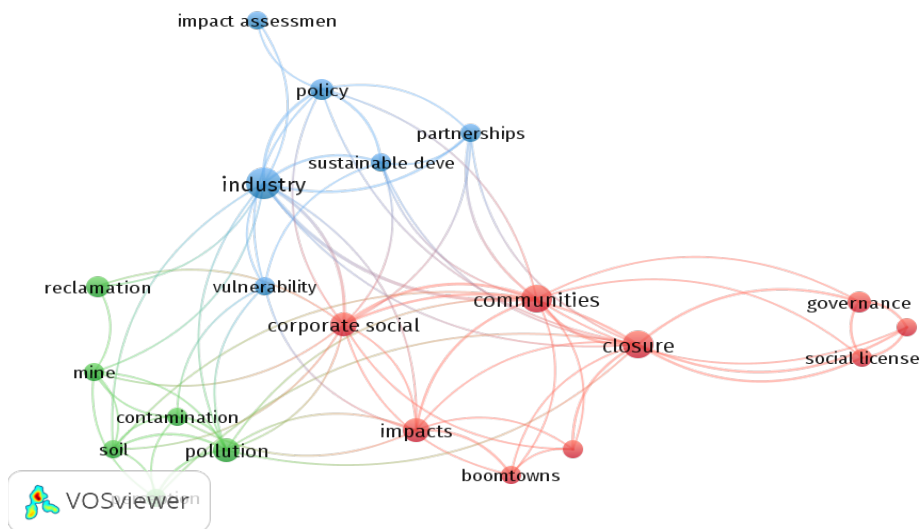 impact assessmen
policy
partnerships
sustainable deve
industry
reclamation
vulnerability
communities
governance
corporate social
closure
social license
mine
contamination
impacts
soil
pollution
boomtowns
VOSviewer